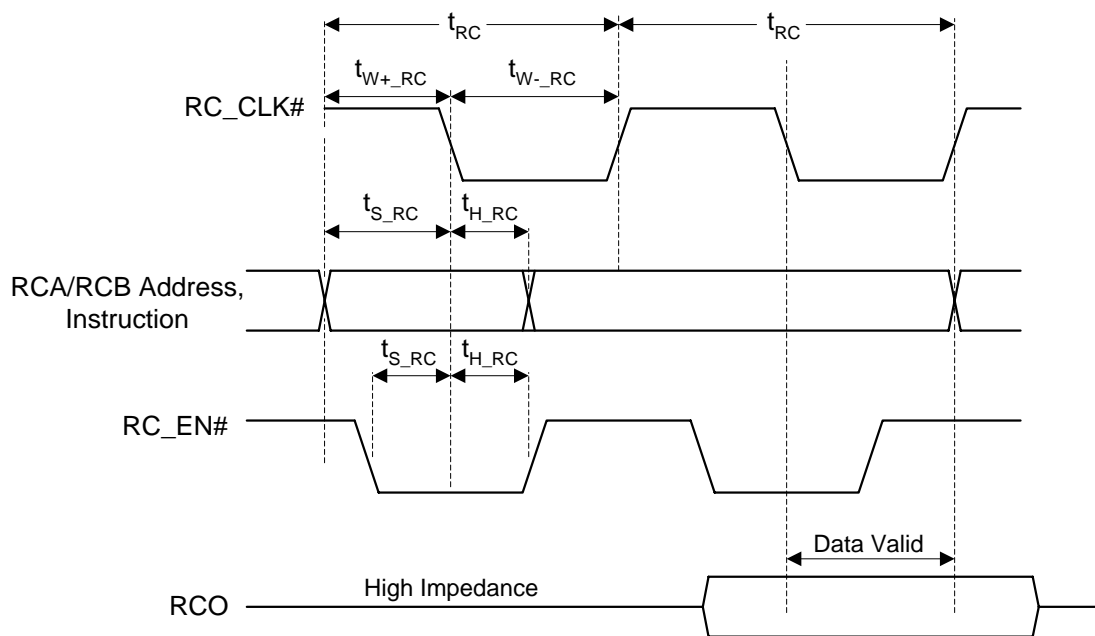 tRC
tRC
tW+_RC
tW-_RC
RC_CLK#
tS_RC
tH_RC
RCA/RCB Address,
Instruction
tS_RC
tH_RC
RC_EN#
Data Valid
High Impedance
RCO